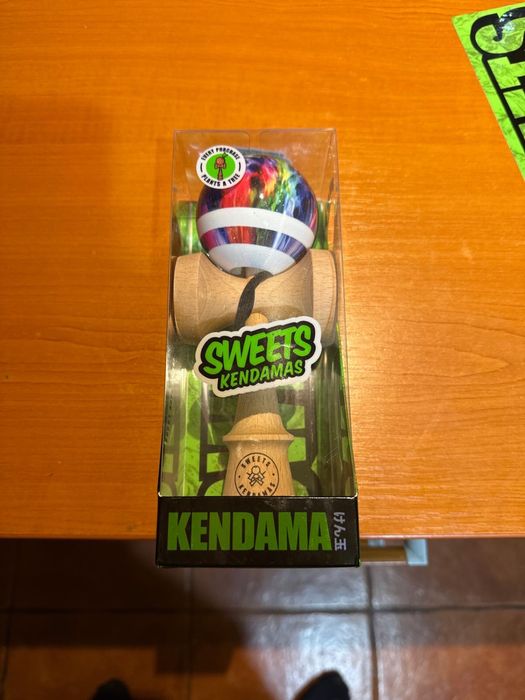 EVERY PURCHASE
PLANTS A TREE
SWEETS
KENDAMAS
SWEETS
KENDAMAS
KENDAMA
けん玉